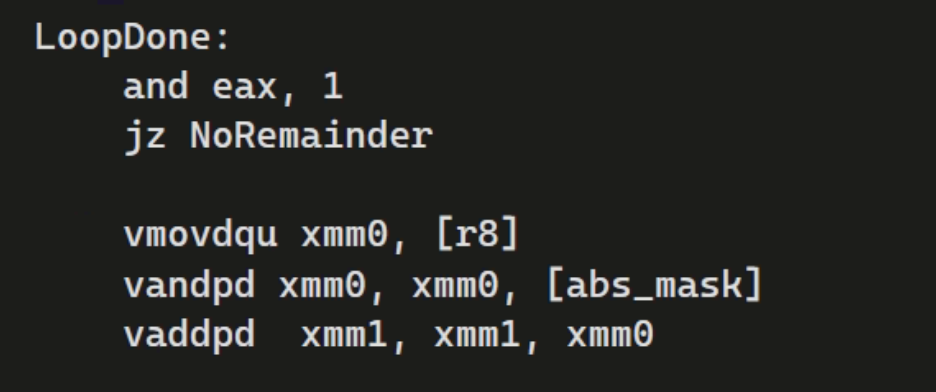 LoopDone:
and eax, 1
jz NoRemainder
vmovdqu xmm0, [r8]
vandpd xmm0, xmm0, [abs_mask]
vaddpd  xmm1, xmm1, xmm0